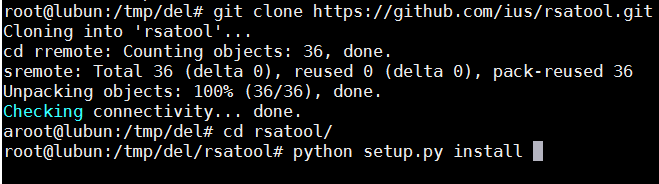 root@lubun:/tmp/del# git clone https://github.com/ius/rsatool.git
Cloning into 'rsatool'...
cd rremote: Counting objects: 36, done.
sremote: Total 36 (delta 0), reused 0 (delta 0), pack-reused 36
Unpacking objects: 100% (36/36), done.
Checking connectivity... done.
aroot@lubun:/tmp/del# cd rsatool/
root@lubun:/tmp/del/rsatool# python setup.py install